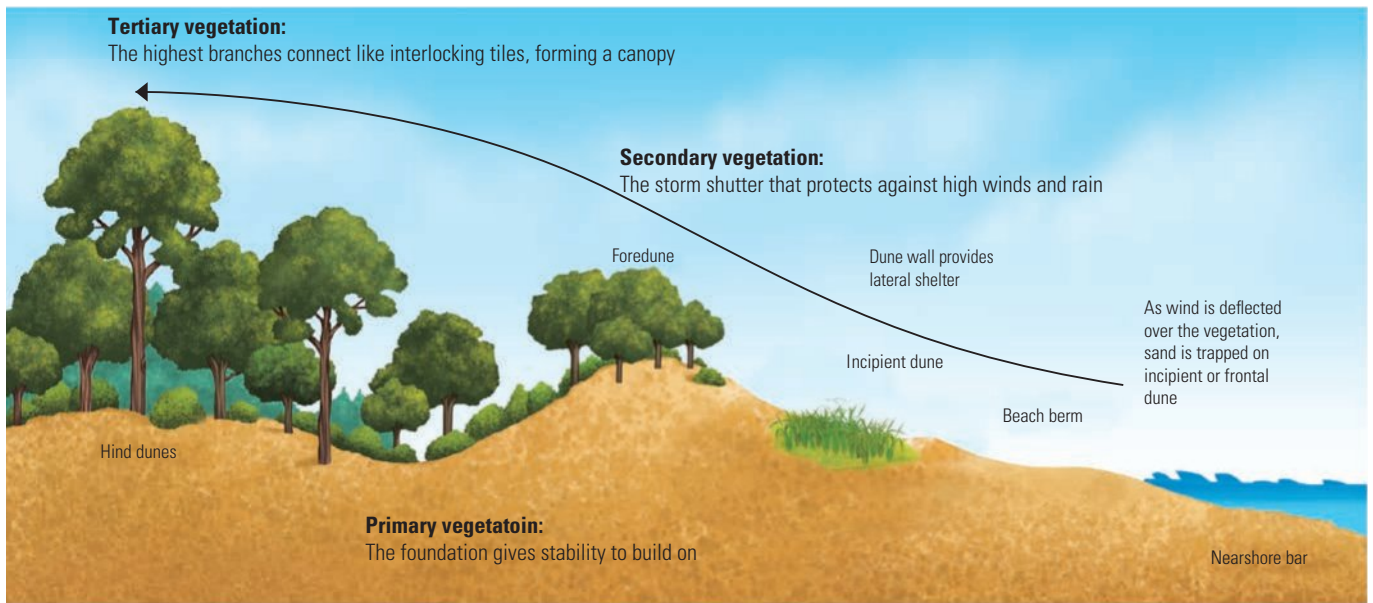 Tertiary vegetation:
The highest branches connect like interlocking tiles, forming a canopy
Secondary vegetation:
The storm shutter that protects against high winds and rain
Foredune
Dune wall provides
lateral shelter
As wind is deflected
over the vegetation,
sand is trapped on
incipient or frontal
dune
Incipient dune
Beach berm
Hind dunes
Primary vegetatoin:
The foundation gives stability to build on
Nearshore bar